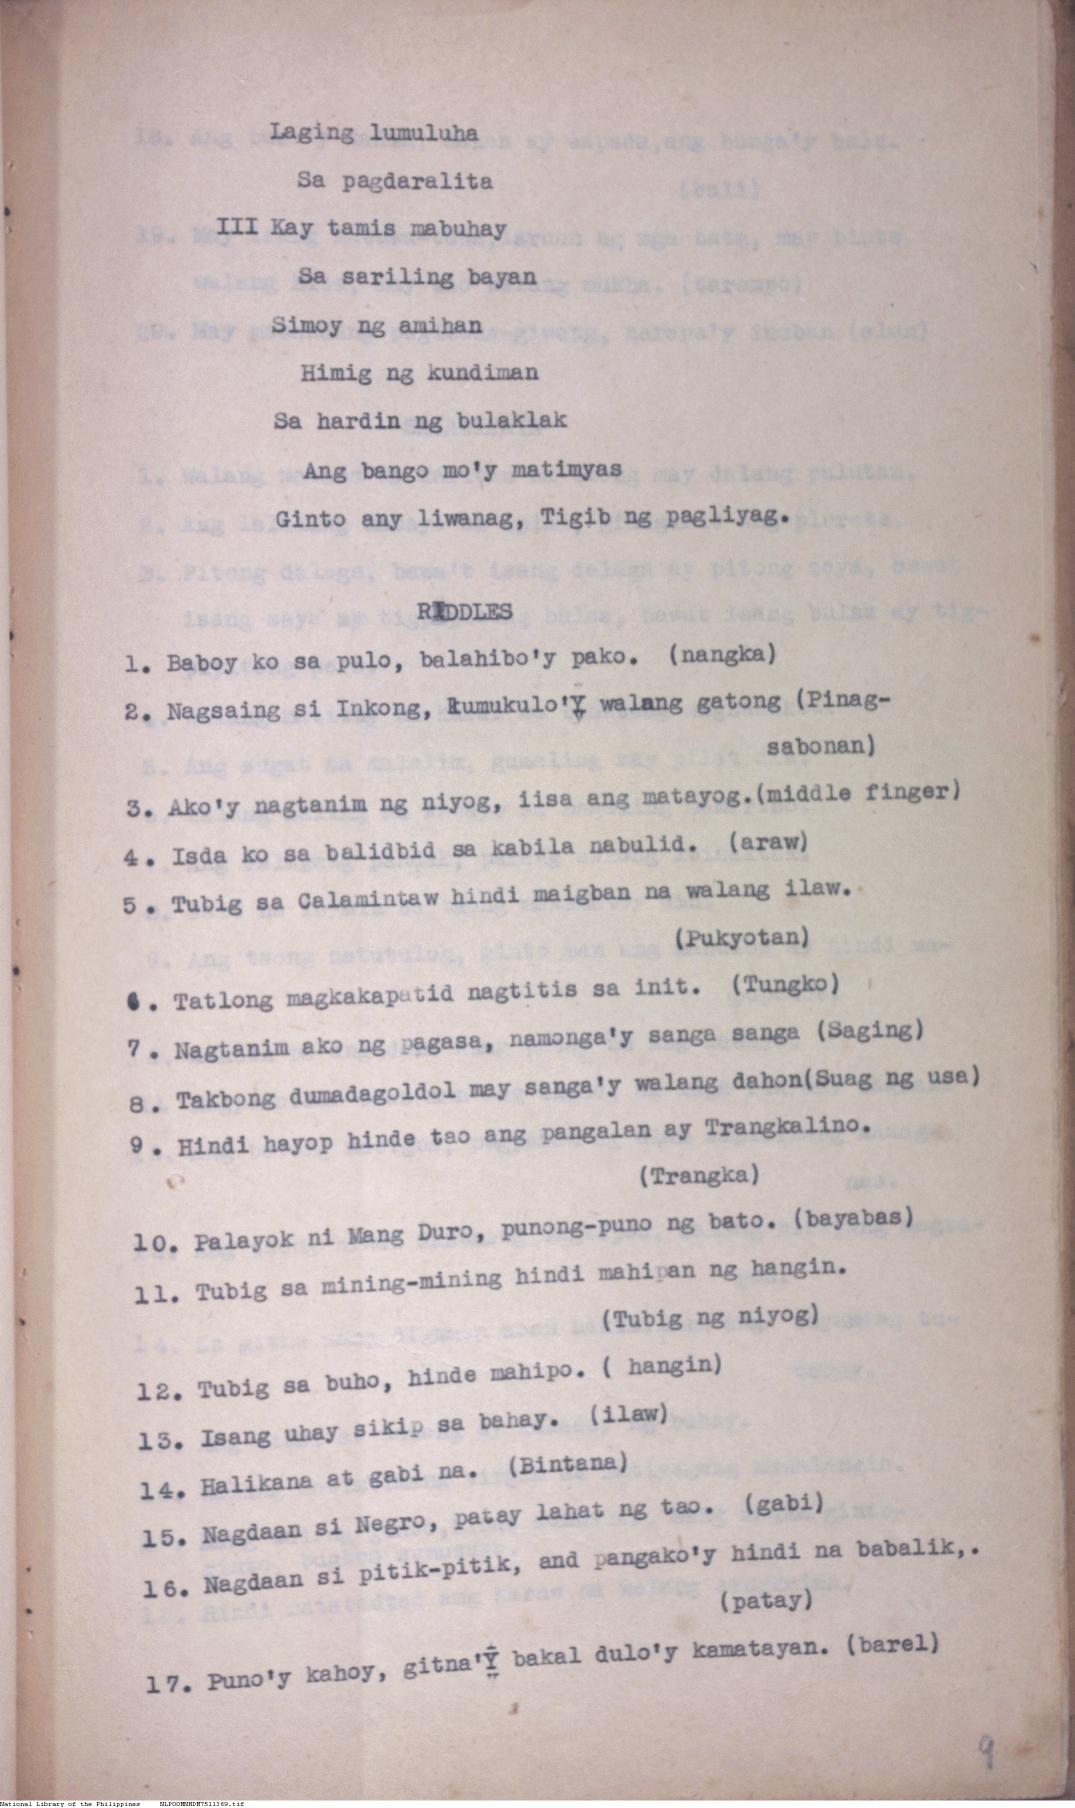 Laging lumuluha
Sa pagdaralita
III Kay tamis mabuhay
Sa sariling bayan
Simoy ng amihan
Himig ng kundiman
Sa hardin ng bulaklak
Ang bango mo'y matimyas
Ginto any liwanag, Tigib ng pagliyag.
RIDDLES
1. Baboy ko sa pulo, balahibo'y pako. (nangka)
2. Nagsaing si Inkong, kumukulo'y walang gatong (Pinag-
sabonan)
3. Ako'y nagtanim ng niyog, iisa ang matayog.(middle finger)
4. Isda ko sa balidbid sa kabila nabulid. (araw)
5. Tubig sa Calamintaw hindi maigban na walang ilaw.
(Pukyotan)
6. Tatlong magkakapatid nagtitis sa init. (Tungko)
7. Nagtanim ako ng pagasa, namonga'y sanga sanga (Saging)
8. Takbong dumadagoldol may sanga'y walang dahon(Suag ng usa)
9. Hindi hayop hinde tao ang pangalan ay Trangkalino.
(Trangka)
10. Palayok ni Mang Duro, punong-puno ng bato. (bayabas)
11. Tubig sa mining-mining hindi mahipan ng hangin.
(Tubig ng niyog)
12. Tubig sa buho, hinde mahipo. ( hangin)
13. Isang uhay sikip sa bahay. (ilaw)
14. Halikana at gabi na. (Bintana)
15. Nagdaan si Negro, patay lahat ng tao. (gabi)
16. Nagdaan si pitik-pitik, and pangako'y hindi na babalik,.
(patay)
17. Puno'y kahoy, gitna'y bakal dulo'y kamatayan. (barel)
9
National Library of the Philippines NLPOOMNHDN7511369.tif